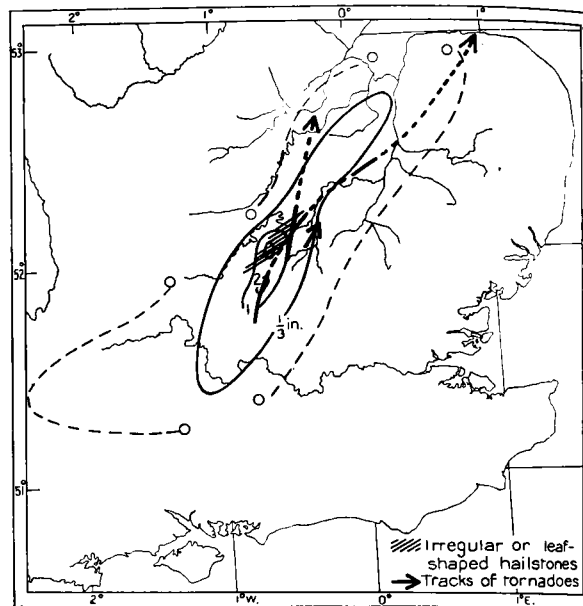 2° 1° 0° 1°
53°
52°
2
1
1/3 in.
51°
Irregular or leaf-
shaped hailstones
Tracks of tornadoes
2° 1°W. 0° 1°E.